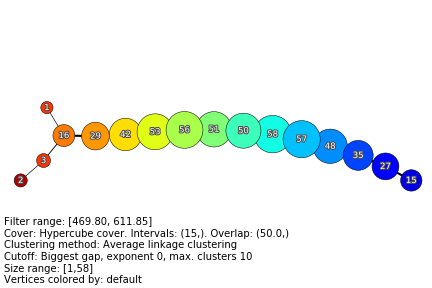 1
16
29
42
53
56
51
50
58
57
48
35
27
15
3
2
Filter range: [469.80, 611.85]
Cover: Hypercube cover. Intervals: (15,). Overlap: (50.0,)
Clustering method: Average linkage clustering
Cutoff: Biggest gap, exponent 0, max. clusters 10
Size range: [1,58]
Vertices colored by: default